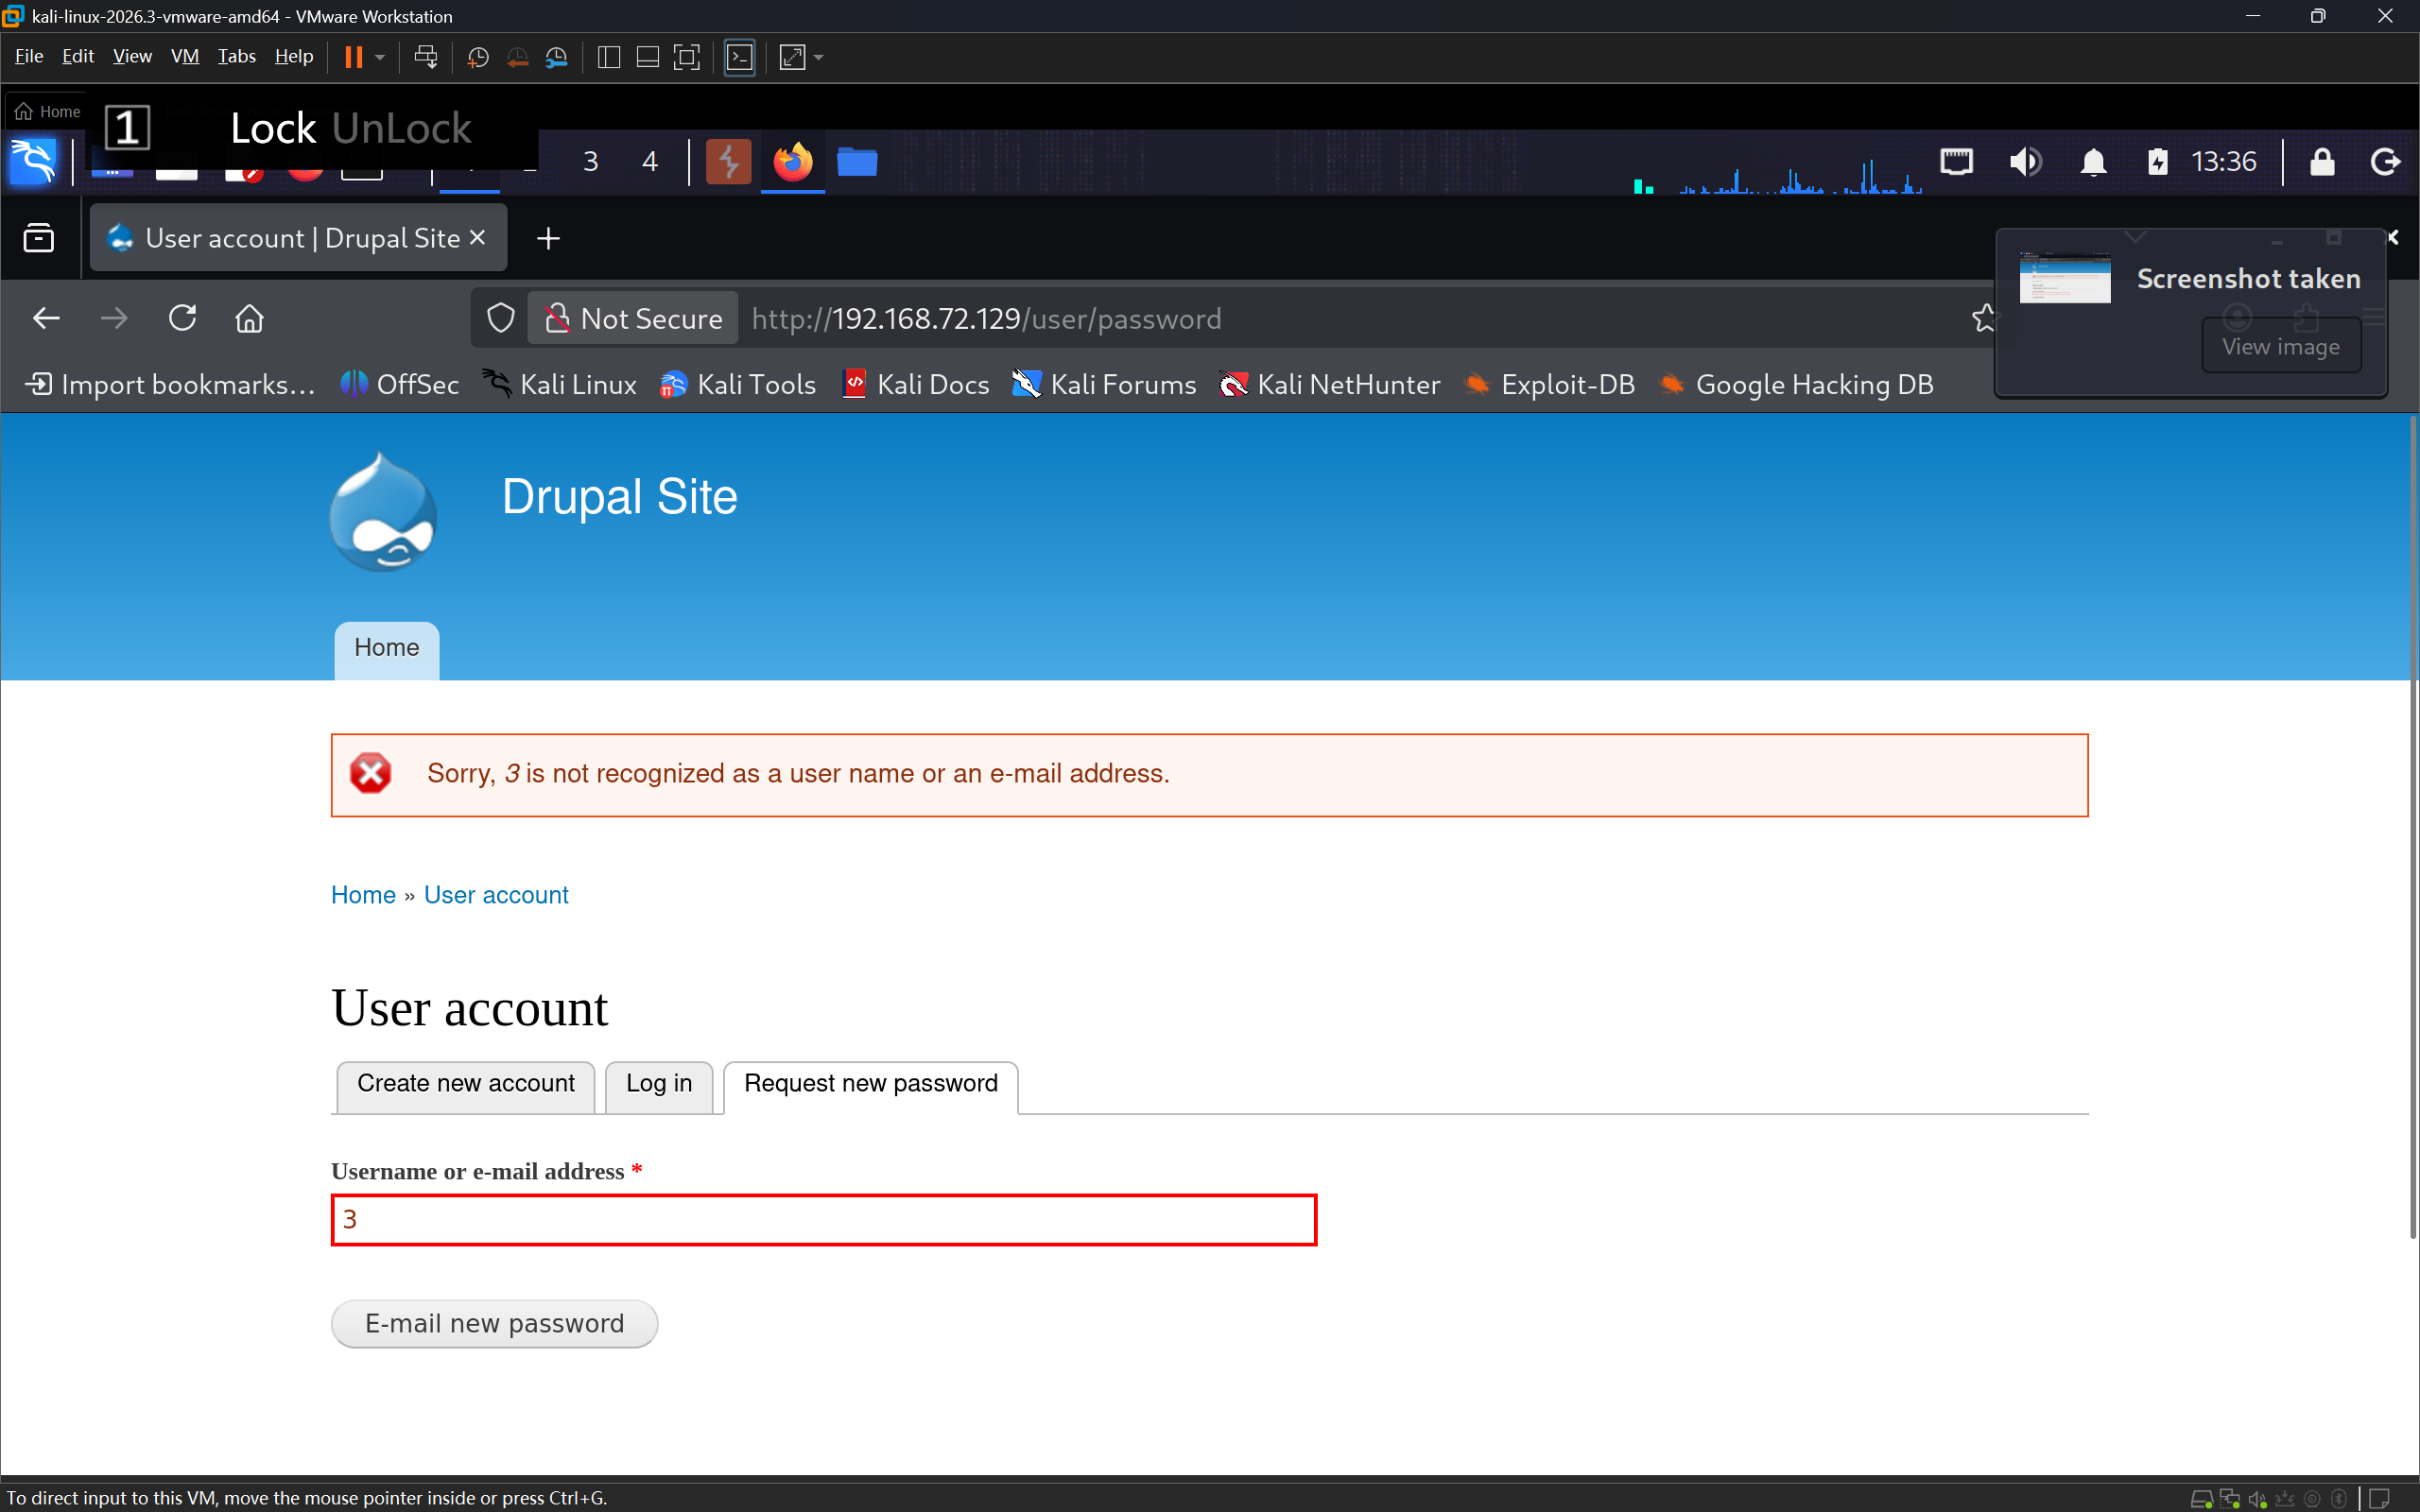 kali-linux-2026.3-vmware-amd64 - VMware Workstation
File Edit View VM Tabs Help
Home
1 Lock UnLock
3 4 13:36
User account | Drupal Site
Screenshot taken
Not Secure http://192.168.72.129/user/password
View image
Import bookmarks... OffSec Kali Linux Kali Tools Kali Docs Kali Forums Kali NetHunter Exploit-DB Google Hacking DB
Drupal Site
Home
Sorry, 3 is not recognized as a user name or an e-mail address.
Home » User account
User account
Create new account Log in Request new password
Username or e-mail address *
3
E-mail new password
To direct input to this VM, move the mouse pointer inside or press Ctrl+G.